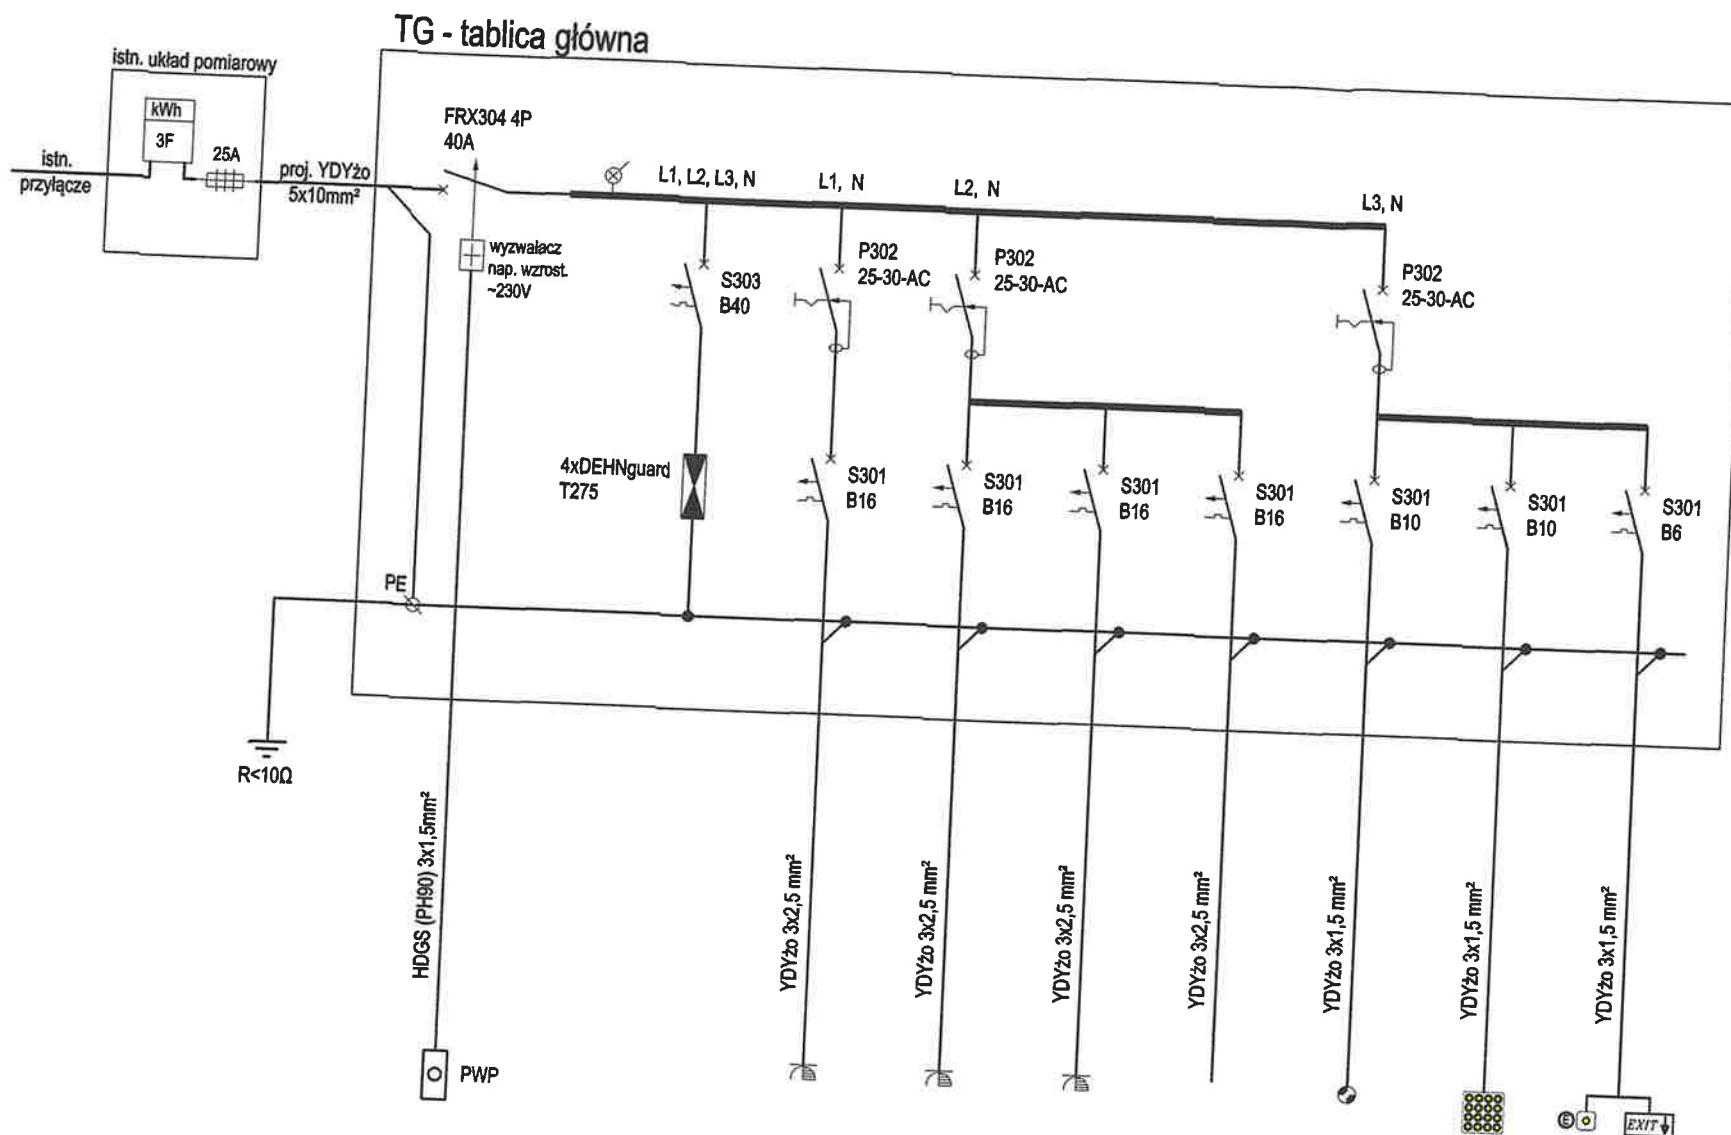 TG - tablica główna
istn. układ pomiarowy
kWh
3F
25A
istn.
przyłącze
proj. YDYżo
5x10mm²
FRX304 4P
40A
wyzwalacz
nap. wzrost.
~230V
L1, L2, L3, N
L1, N
L2, N
L3, N
S303
B40
P302
25-30-AC
P302
25-30-AC
P302
25-30-AC
4xDEHNguard
T275
S301
B16
S301
B16
S301
B16
S301
B16
S301
B10
S301
B10
S301
B6
PE
R<10Ω
HDGS (PH90) 3x1,5mm²
YDYżo 3x2,5 mm²
YDYżo 3x2,5 mm²
YDYżo 3x2,5 mm²
YDYżo 3x2,5 mm²
YDYżo 3x1,5 mm²
YDYżo 3x1,5 mm²
YDYżo 3x1,5 mm²
PWP
E
EXIT